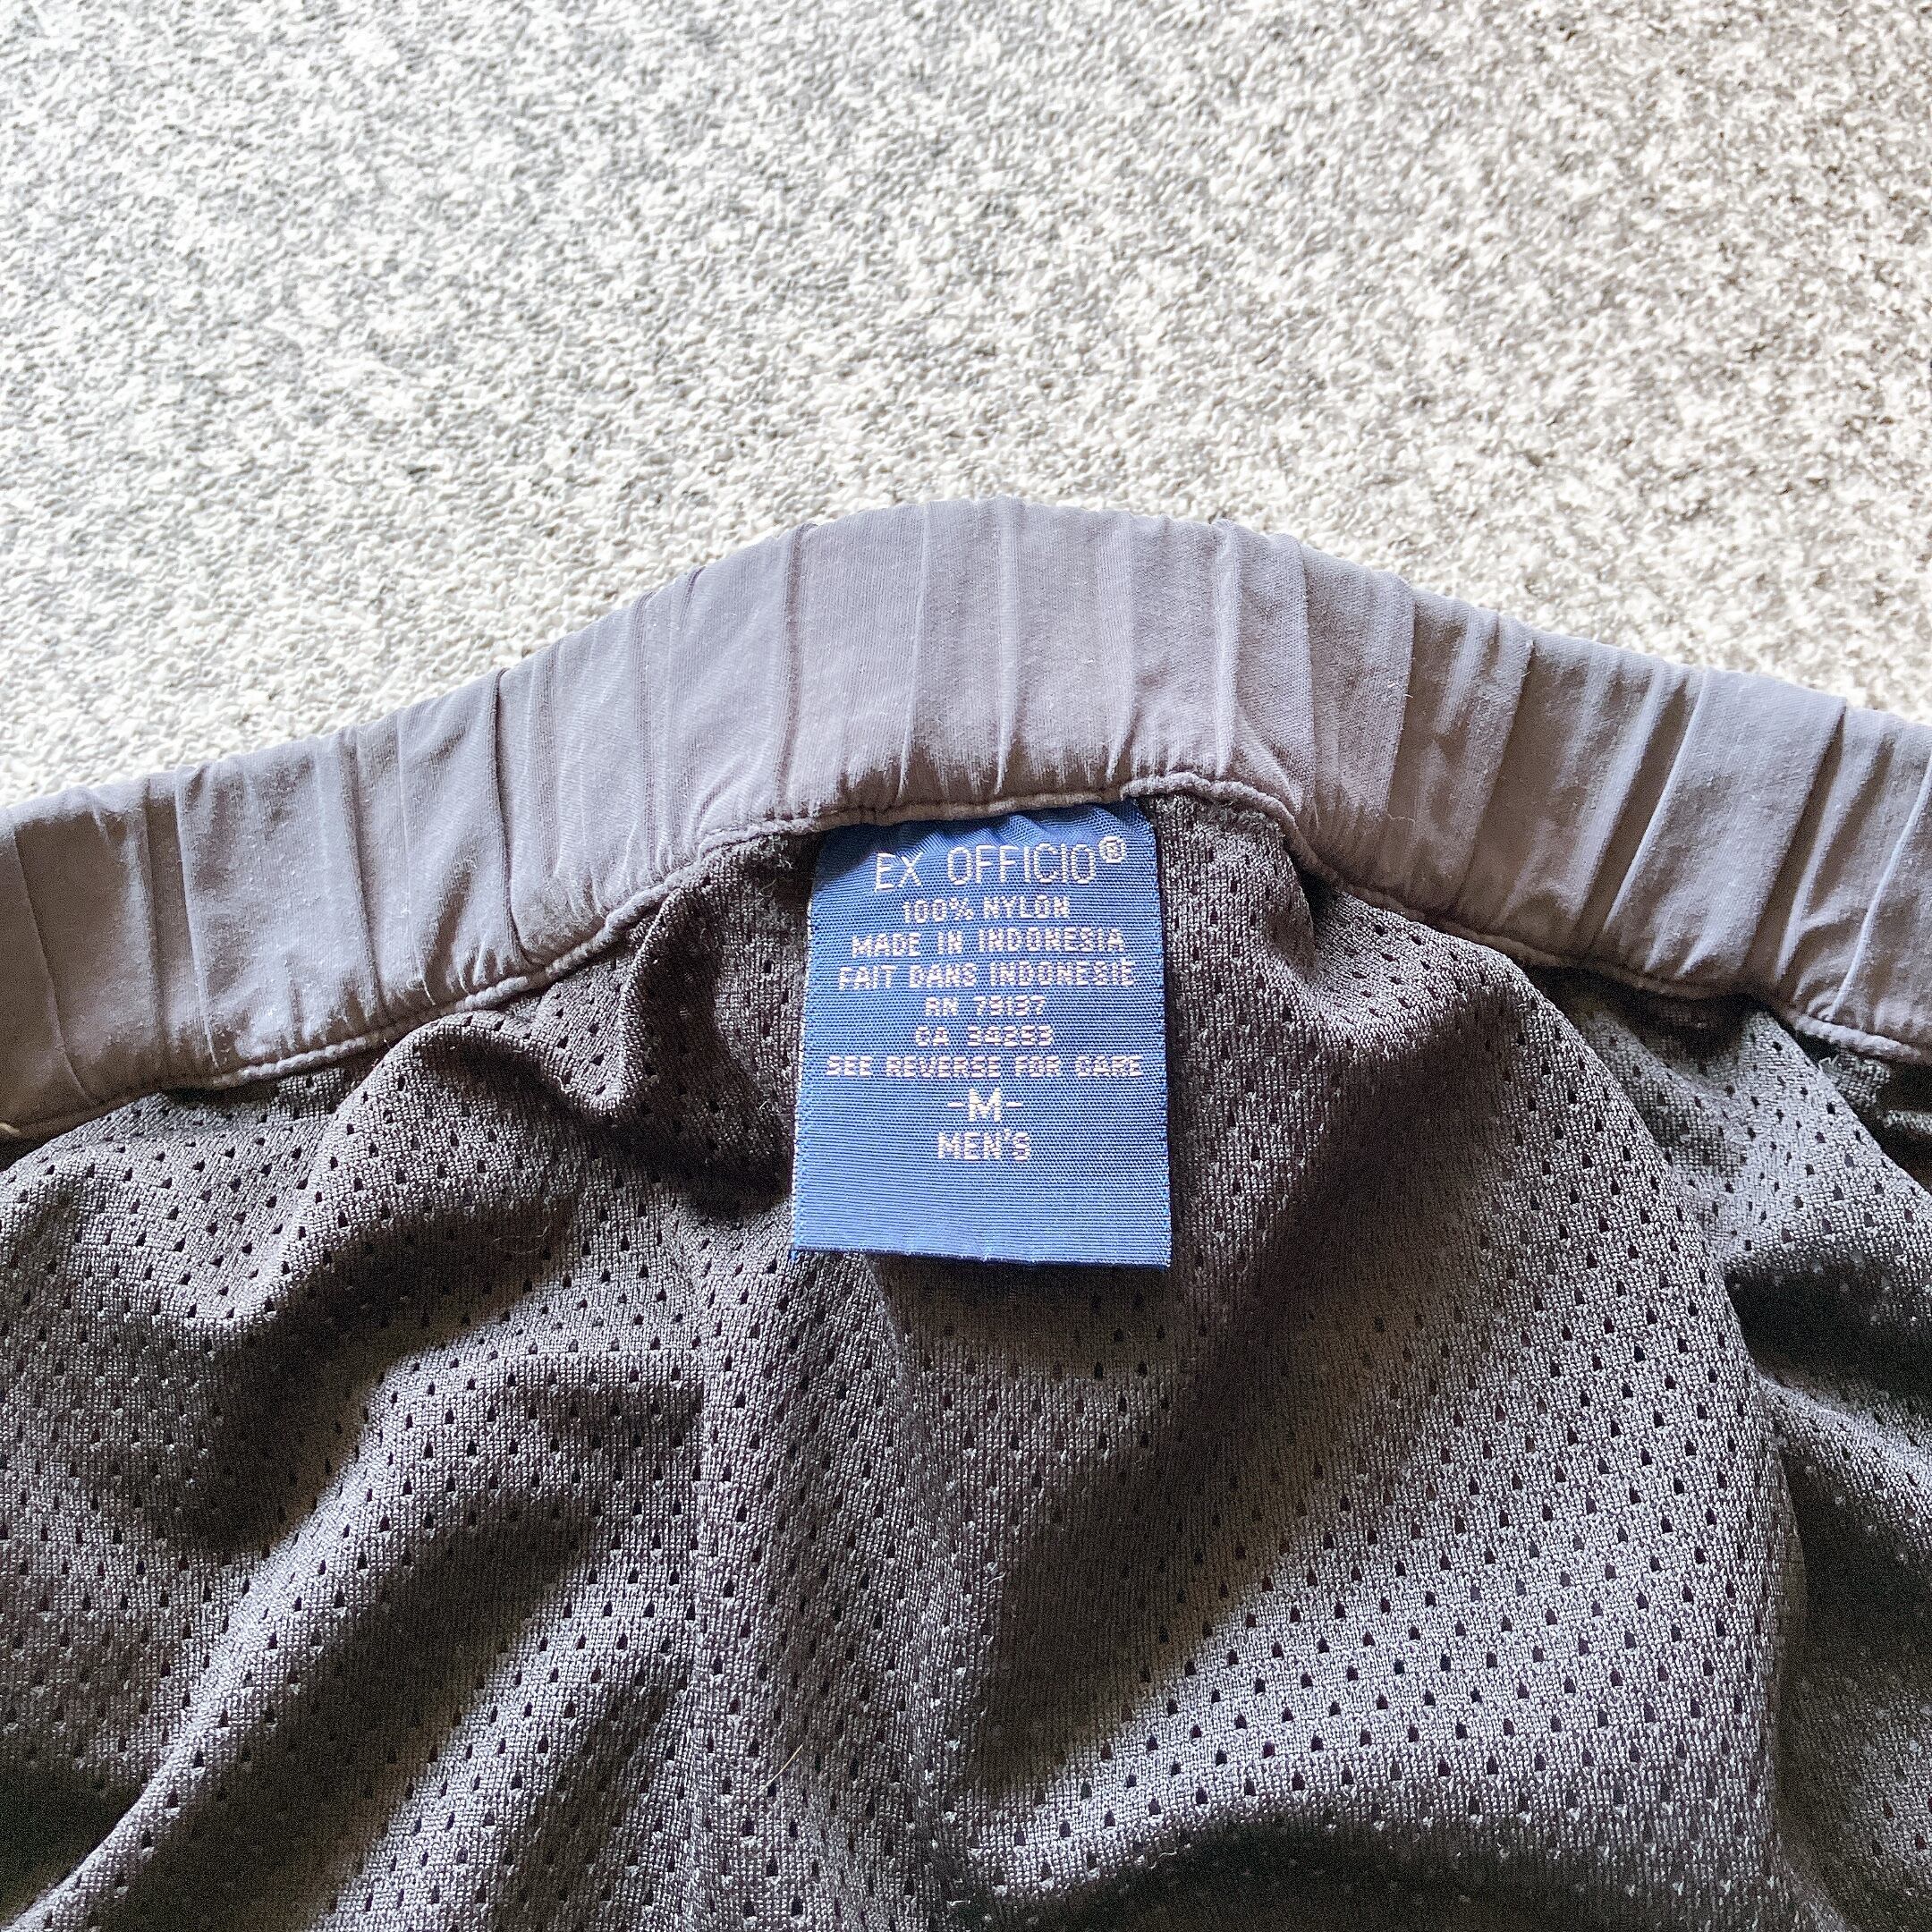 EX OFFICIO®
100% NYLON
MADE IN INDONESIA
FAIT DANS INDONESIE
RN 79137
CA 34253
SEE REVERSE FOR CARE
-M-
MEN'S